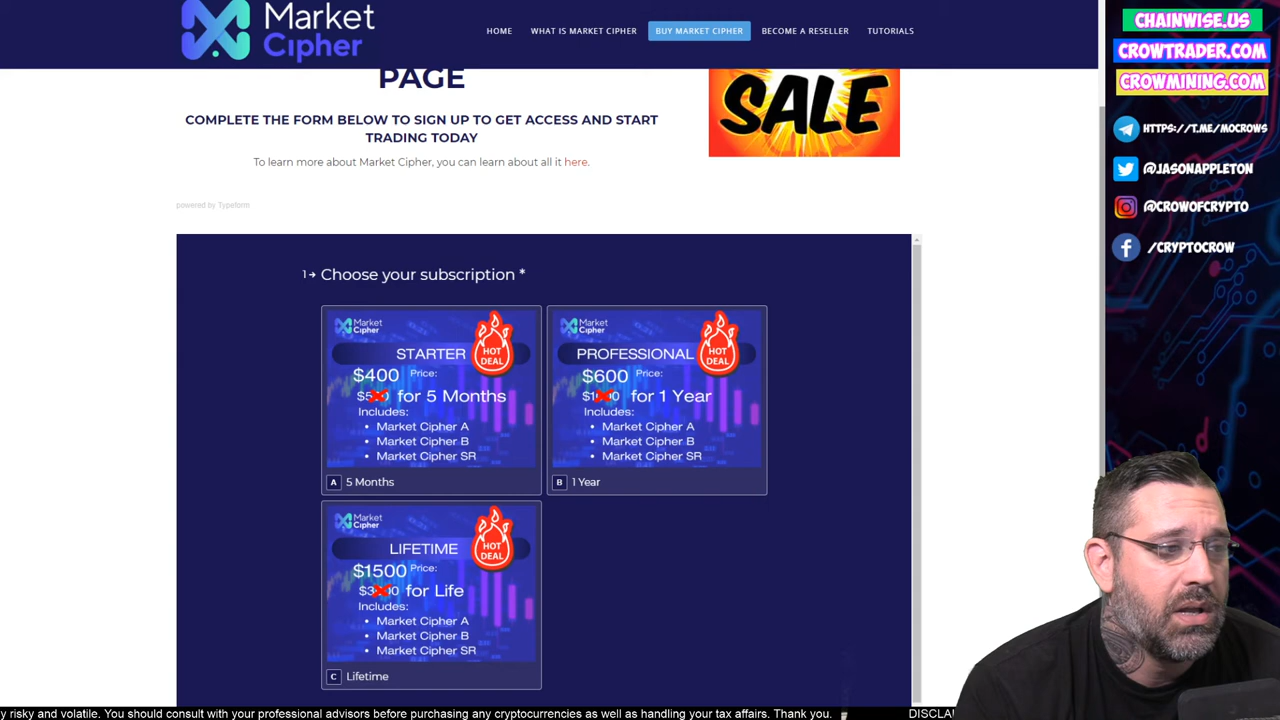 Market
Cipher
HOME
WHAT IS MARKET CIPHER
BUY MARKET CIPHER
BECOME A RESELLER
TUTORIALS
PAGE
COMPLETE THE FORM BELOW TO SIGN UP TO GET ACCESS AND START
TRADING TODAY
To learn more about Market Cipher, you can learn about all it here.
SALE
powered by Typeform
1 → Choose your subscription *
Market
Cipher
STARTER
HOT
DEAL
$400 Price:
for 5 Months
Includes:
• Market Cipher A
• Market Cipher B
• Market Cipher SR
A 5 Months
Market
Cipher
PROFESSIONAL
HOT
DEAL
$600 Price:
for 1 Year
Includes:
• Market Cipher A
• Market Cipher B
• Market Cipher SR
B 1 Year
Market
Cipher
LIFETIME
HOT
DEAL
$1500 Price:
for Life
Includes:
• Market Cipher A
• Market Cipher B
• Market Cipher SR
C Lifetime
CHAINWISE.US
CROWTRADER.COM
CROWMINING.COM
HTTPS://T.ME/MOCROWS
@JASONAPPLETON
@CROWOFCRYPTO
/CRYPTOCROW
y risky and volatile. You should consult with your professional advisors before purchasing any cryptocurrencies as well as handling your tax affairs. Thank you. DISCLAI